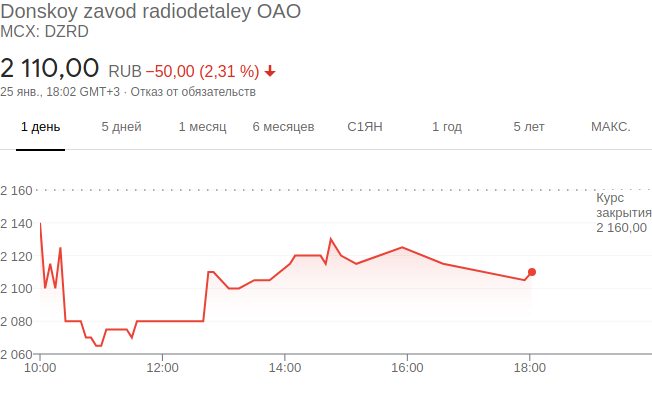 Donskoy zavod radiodetaley OAO
MCX: DZRD
2 110,00 RUB −50,00 (2,31 %)
25 янв., 18:02 GMT+3 · Отказ от обязательств
1 день 5 дней 1 месяц 6 месяцев С1ЯН 1 год 5 лет МАКС.
2 160
Курс
закрытия
2 160,00
2 140
2 120
2 100
2 080
2 060
10:00 12:00 14:00 16:00 18:00